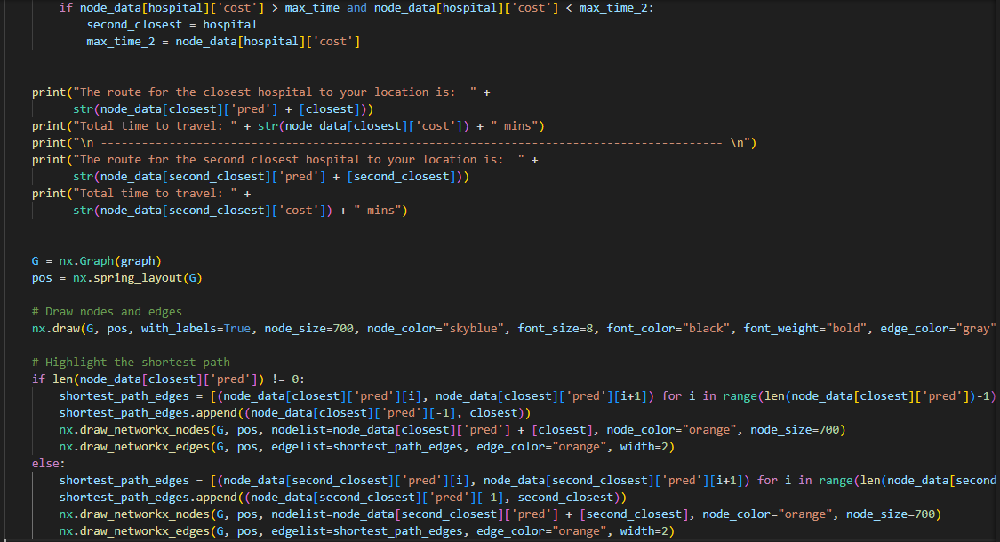 if node_data[hospital]['cost'] > max_time and node_data[hospital]['cost'] < max_time_2:
second_closest = hospital
max_time_2 = node_data[hospital]['cost']
print("The route for the closest hospital to your location is:  " +
str(node_data[closest]['pred'] + [closest]))
print("Total time to travel: " + str(node_data[closest]['cost']) + " mins")
print("\n ------------------------------------------------------------------------------------------- \n")
print("The route for the second closest hospital to your location is:  " +
str(node_data[second_closest]['pred'] + [second_closest]))
print("Total time to travel: " +
str(node_data[second_closest]['cost']) + " mins")
G = nx.Graph(graph)
pos = nx.spring_layout(G)
# Draw nodes and edges
nx.draw(G, pos, with_labels=True, node_size=700, node_color="skyblue", font_size=8, font_color="black", font_weight="bold", edge_color="gray"
# Highlight the shortest path
if len(node_data[closest]['pred']) != 0:
shortest_path_edges = [(node_data[closest]['pred'][i], node_data[closest]['pred'][i+1]) for i in range(len(node_data[closest]['pred'])-1)
shortest_path_edges.append((node_data[closest]['pred'][-1], closest))
nx.draw_networkx_nodes(G, pos, nodelist=node_data[closest]['pred'] + [closest], node_color="orange", node_size=700)
nx.draw_networkx_edges(G, pos, edgelist=shortest_path_edges, edge_color="orange", width=2)
else:
shortest_path_edges = [(node_data[second_closest]['pred'][i], node_data[second_closest]['pred'][i+1]) for i in range(len(node_data[second
shortest_path_edges.append((node_data[second_closest]['pred'][-1], second_closest))
nx.draw_networkx_nodes(G, pos, nodelist=node_data[second_closest]['pred'] + [second_closest], node_color="orange", node_size=700)
nx.draw_networkx_edges(G, pos, edgelist=shortest_path_edges, edge_color="orange", width=2)